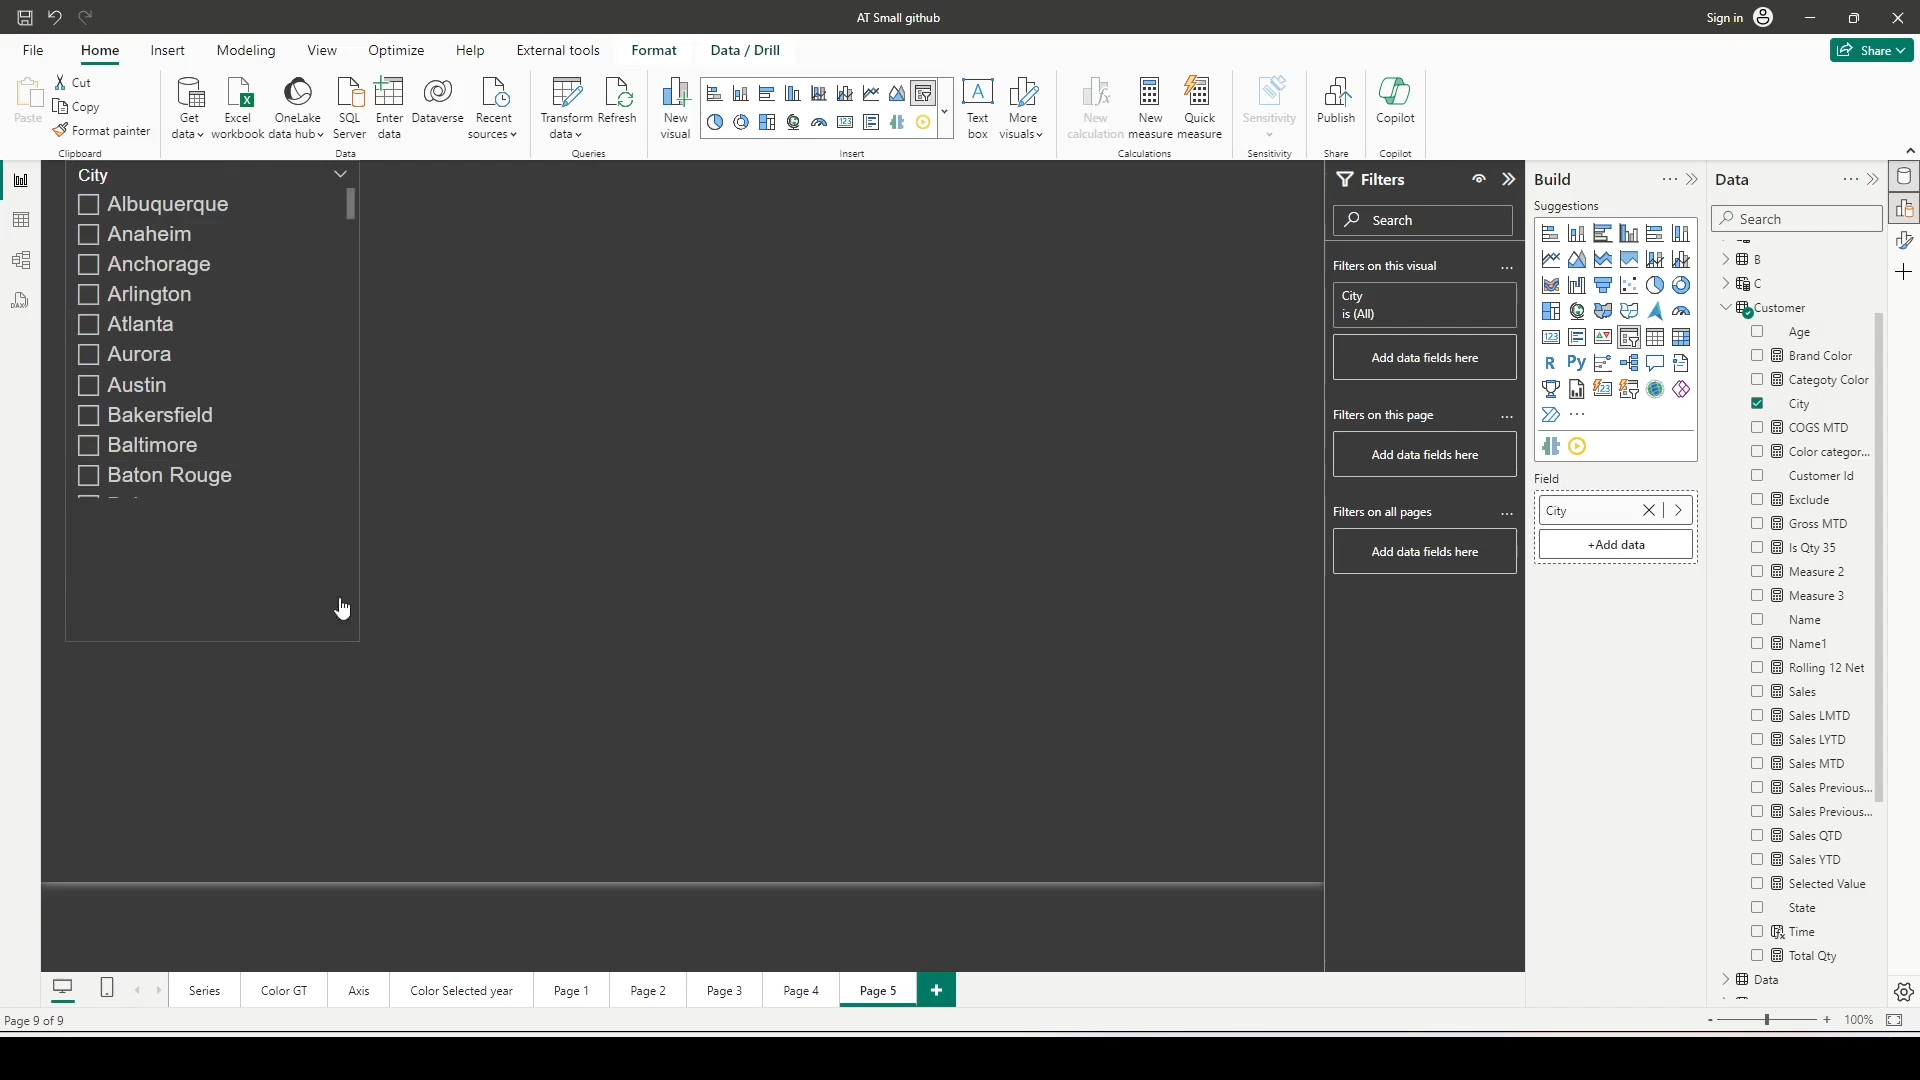 AT Small github
Sign in
File
Home
Insert
Modeling
View
Optimize
Help
External tools
Format
Data / Drill
Share
Paste
Cut
Copy
Format painter
Clipboard
Get data
Excel workbook
OneLake data hub
SQL Server
Enter data
Dataverse
Recent sources
Data
Transform data
Refresh
Queries
New visual
Text box
More visuals
Insert
New calculation
New measure
Quick measure
Calculations
Sensitivity
Sensitivity
Publish
Share
Copilot
Copilot
City
Albuquerque
Anaheim
Anchorage
Arlington
Atlanta
Aurora
Austin
Bakersfield
Baltimore
Baton Rouge
Filters
Search
Filters on this visual
City
is (All)
Add data fields here
Filters on this page
Add data fields here
Filters on all pages
Add data fields here
Build
Suggestions
R
Py
Field
City
+Add data
Data
Search
B
C
Customer
Age
Brand Color
Categoty Color
City
COGS MTD
Color categor...
Customer Id
Exclude
Gross MTD
Is Qty 35
Measure 2
Measure 3
Name
Name1
Rolling 12 Net
Sales
Sales LMTD
Sales LYTD
Sales MTD
Sales Previous...
Sales Previous...
Sales QTD
Sales YTD
Selected Value
State
Time
Total Qty
Data
Series
Color GT
Axis
Color Selected year
Page 1
Page 2
Page 3
Page 4
Page 5
Page 9 of 9
100%